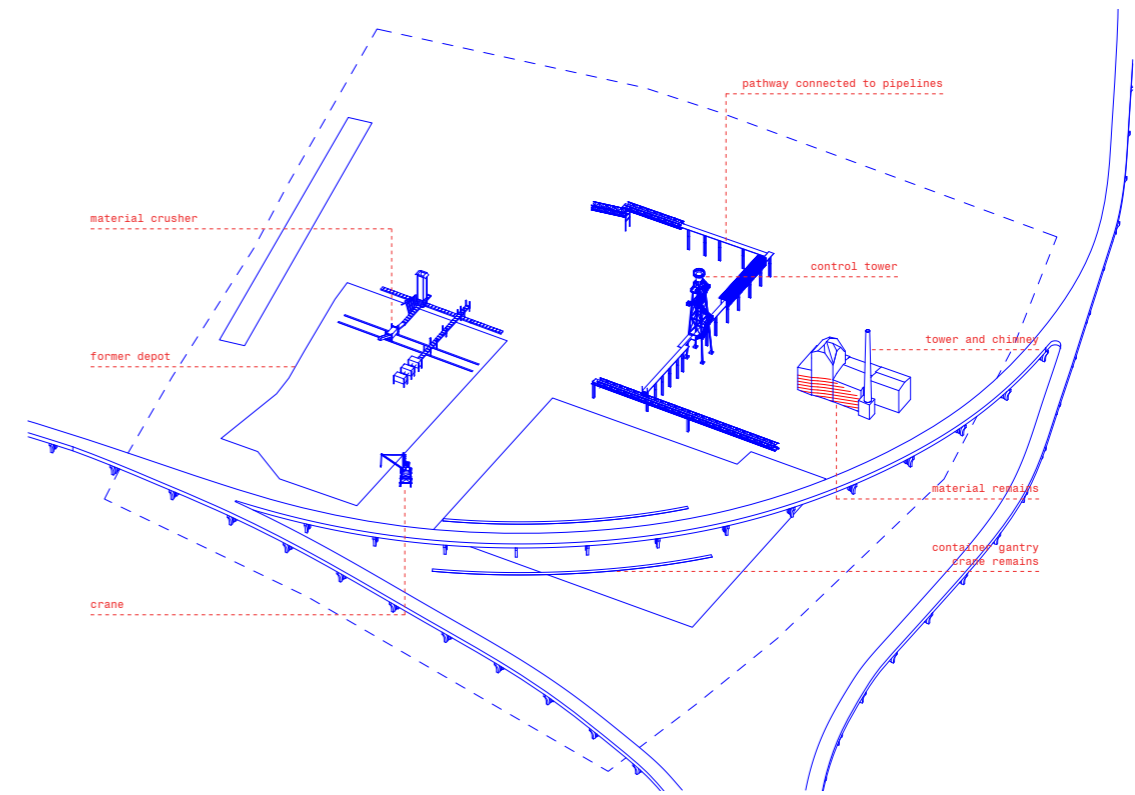 pathway connected to pipelines
material crusher
control tower
tower and chimney
former depot
material remains
container gantry
crane remains
crane